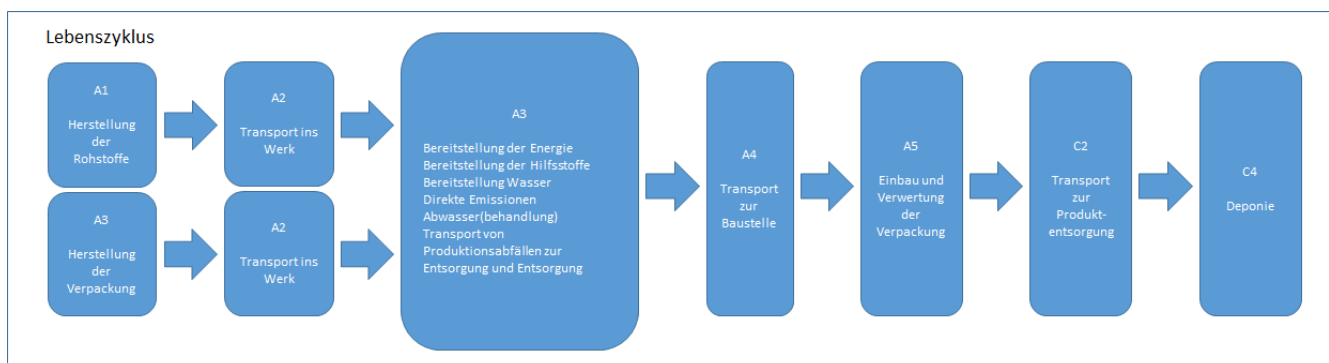 Lebenszyklus
A1
Herstellung
der
Rohstoffe
A2
Transport ins
Werk
A3
Herstellung
der
Verpackung
A2
Transport ins
Werk
A3
Bereitstellung der Energie
Bereitstellung der Hilfsstoffe
Bereitstellung Wasser
Direkte Emissionen
Abwasser(behandlung)
Transport von
Produktionsabfällen zur
Entsorgung und Entsorgung
A4
Transport
zur
Baustelle
A5
Einbau und
Verwertung
der
Verpackung
C2
Transport
zur
Produkt-
entsorgung
C4
Deponie